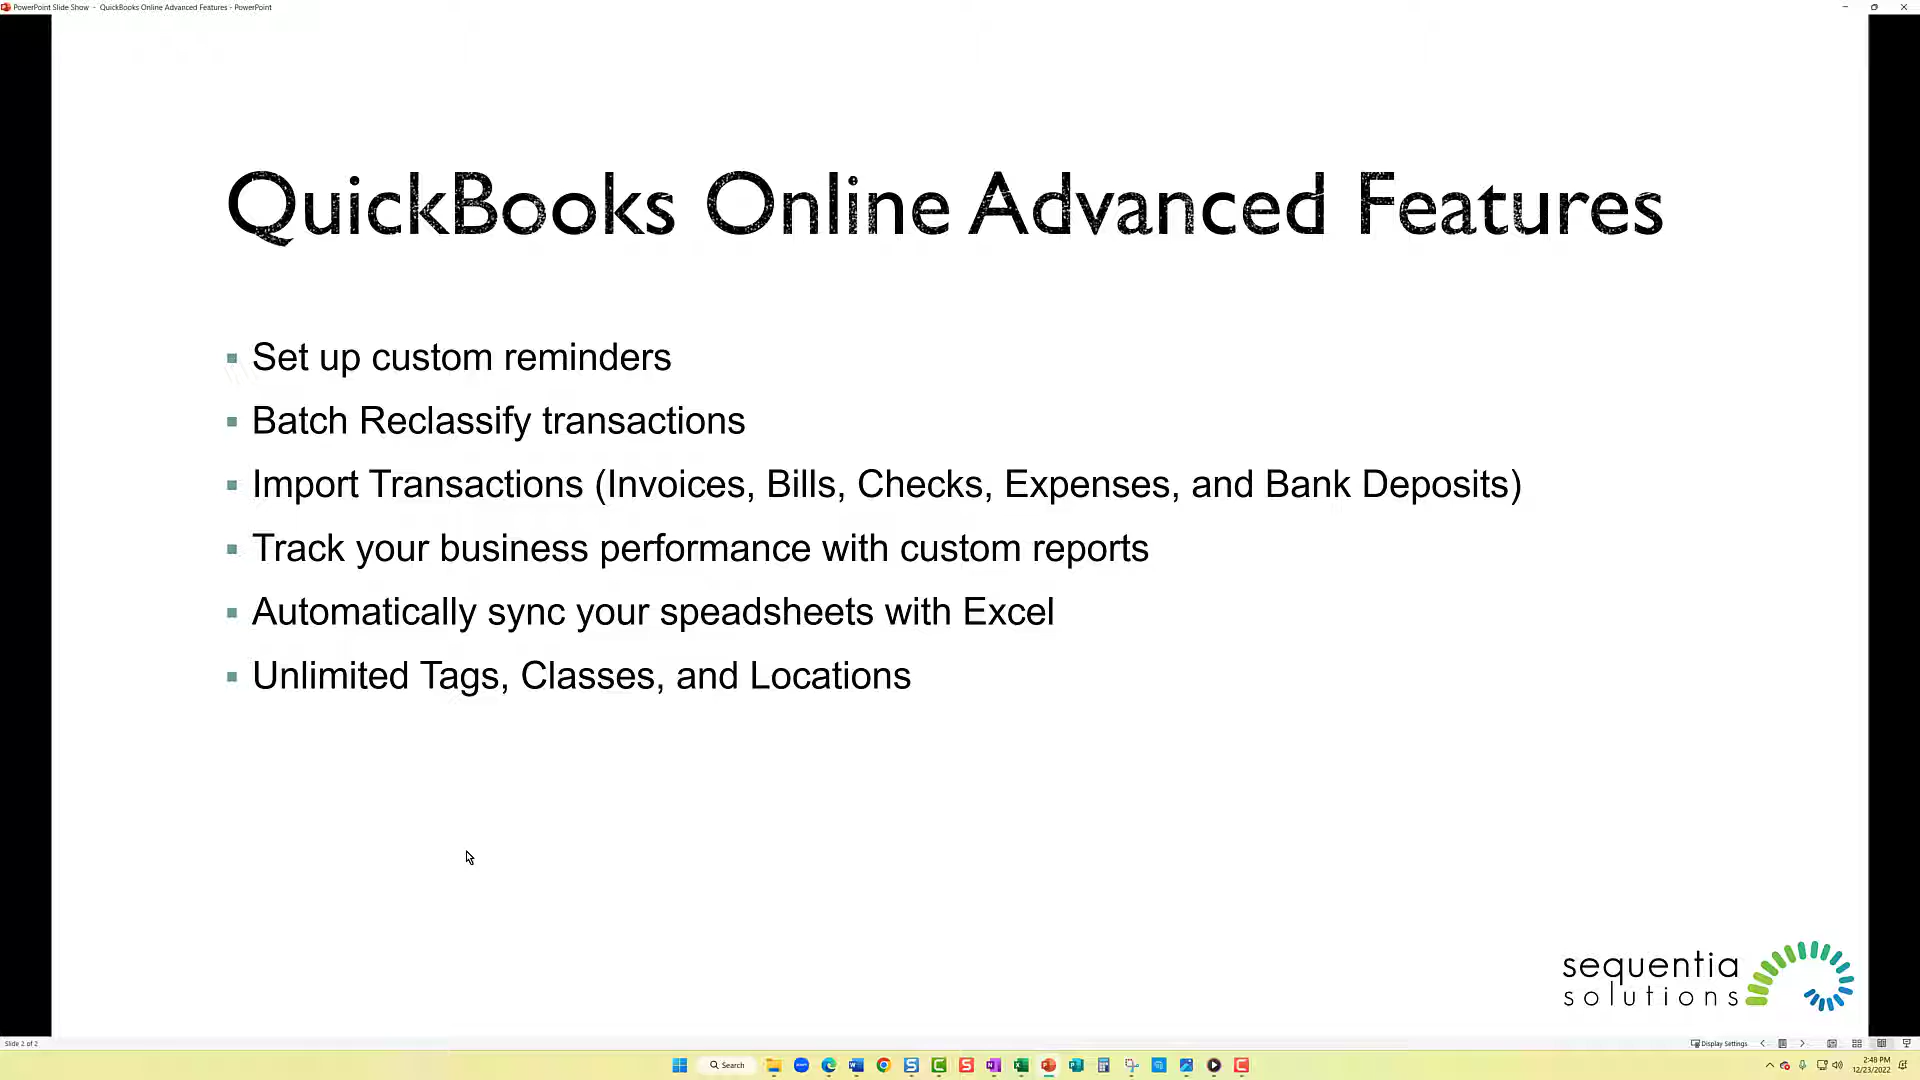 PowerPoint Slide Show - QuickBooks Online Advanced Features - PowerPoint
QuickBooks Online Advanced Features
Set up custom reminders
Batch Reclassify transactions
Import Transactions (Invoices, Bills, Checks, Expenses, and Bank Deposits)
Track your business performance with custom reports
Automatically sync your speadsheets with Excel
Unlimited Tags, Classes, and Locations
sequentia
solutions
Slide 2 of 2
Display Settings
Search
2:48 PM
12/23/2022